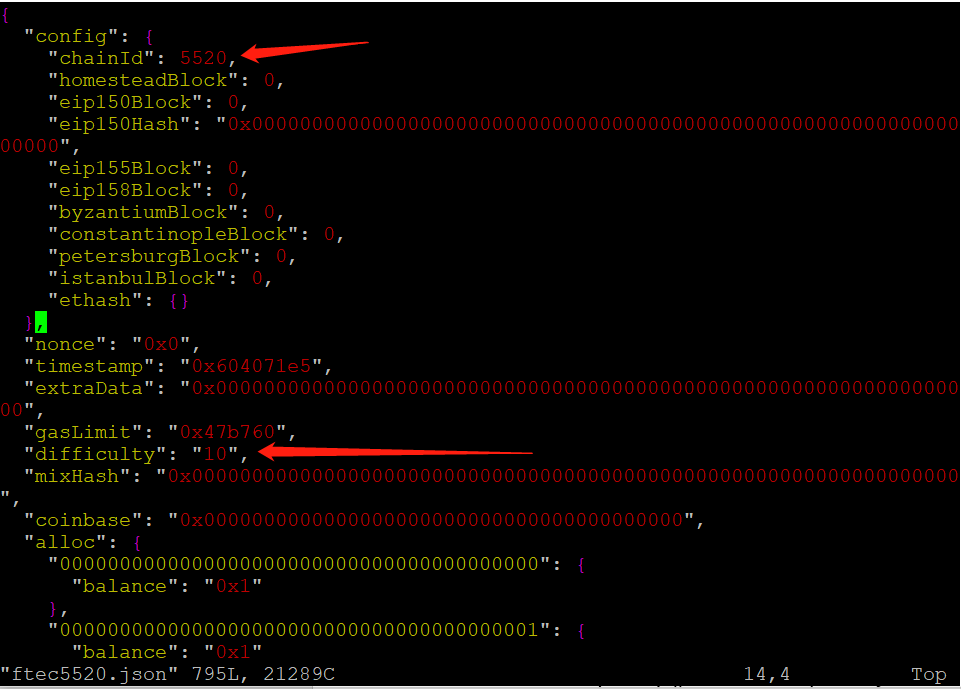 {
"config": {
"chainId": 5520,
"homesteadBlock": 0,
"eip150Block": 0,
"eip150Hash": "0x00000000000000000000000000000000000000000000000000000000000
00000",
"eip155Block": 0,
"eip158Block": 0,
"byzantiumBlock": 0,
"constantinopleBlock": 0,
"petersburgBlock": 0,
"istanbulBlock": 0,
"ethash": {}
},
"nonce": "0x0",
"timestamp": "0x604071e5",
"extraData": "0x00000000000000000000000000000000000000000000000000000000000000
00",
"gasLimit": "0x47b760",
"difficulty": "10",
"mixHash": "0x0000000000000000000000000000000000000000000000000000000000000000
",
"coinbase": "0x0000000000000000000000000000000000000000",
"alloc": {
"0000000000000000000000000000000000000000": {
"balance": "0x1"
},
"0000000000000000000000000000000000000001": {
"balance": "0x1"
"ftec5520.json" 795L, 21289C 14,4 Top